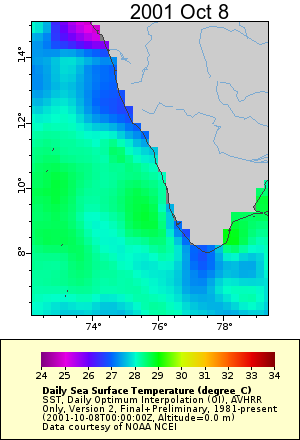 2001 Oct 8
14°
12°
10°
8°
74° 76° 78°
24 25 26 27 28 29 30 31 32 33 34
Daily Sea Surface Temperature (degree_C)
SST, Daily Optimum Interpolation (OI), AVHRR
Only, Version 2, Final+Preliminary, 1981-present
(2001-10-08T00:00:00Z, Altitude=0.0 m)
Data courtesy of NOAA NCEI